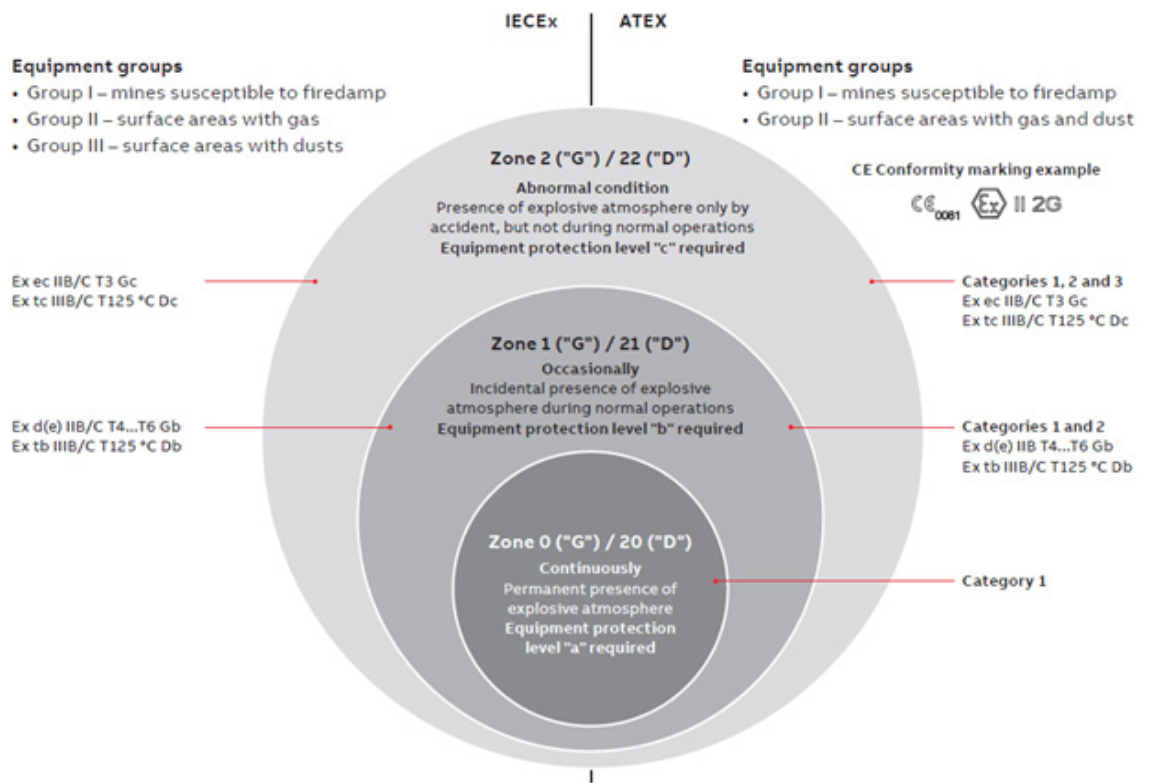 IECEx
ATEX
Equipment groups
• Group I – mines susceptible to firedamp
• Group II – surface areas with gas
• Group III – surface areas with dusts
Equipment groups
• Group I – mines susceptible to firedamp
• Group II – surface areas with gas and dust
CE Conformity marking example
CE 0081 Ex II 2G
Zone 2 ("G") / 22 ("D")
Abnormal condition
Presence of explosive atmosphere only by
accident, but not during normal operations
Equipment protection level "c" required
Ex ec IIB/C T3 Gc
Ex tc IIIB/C T125 °C Dc
Categories 1, 2 and 3
Ex ec IIB/C T3 Gc
Ex tc IIIB/C T125 °C Dc
Zone 1 ("G") / 21 ("D")
Occasionally
Incidental presence of explosive
atmosphere during normal operations
Equipment protection level "b" required
Ex d(e) IIB/C T4...T6 Gb
Ex tb IIIB/C T125 °C Db
Categories 1 and 2
Ex d(e) IIB T4...T6 Gb
Ex tb IIIB/C T125 °C Db
Zone 0 ("G") / 20 ("D")
Continuously
Permanent presence of
explosive atmosphere
Equipment protection
level "a" required
Category 1